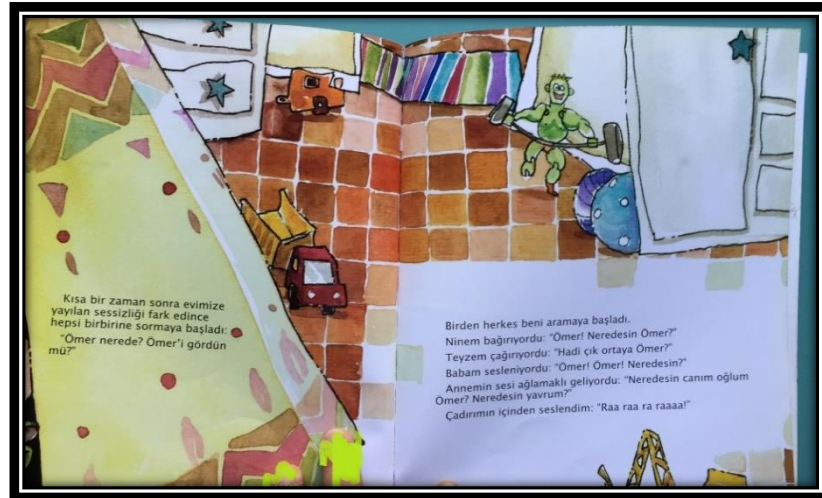 Kısa bir zaman sonra evimize
yayılan sessizliği fark edince
hepsi birbirine sormaya başladı:
"Ömer nerede? Ömer'i gördün
mü?"
Birden herkes beni aramaya başladı.
Ninem bağırıyordu: "Ömer! Neredesin Ömer?"
Teyzem çağırıyordu: "Hadi çık ortaya Ömer?"
Babam sesleniyordu: "Ömer! Ömer! Neredesin?"
Annemin sesi ağlamaklı geliyordu: "Neredesin canım oğlum
Ömer? Neredesin yavrum?"
Çadırımın içinden seslendim: "Raa raa ra raaaa!"